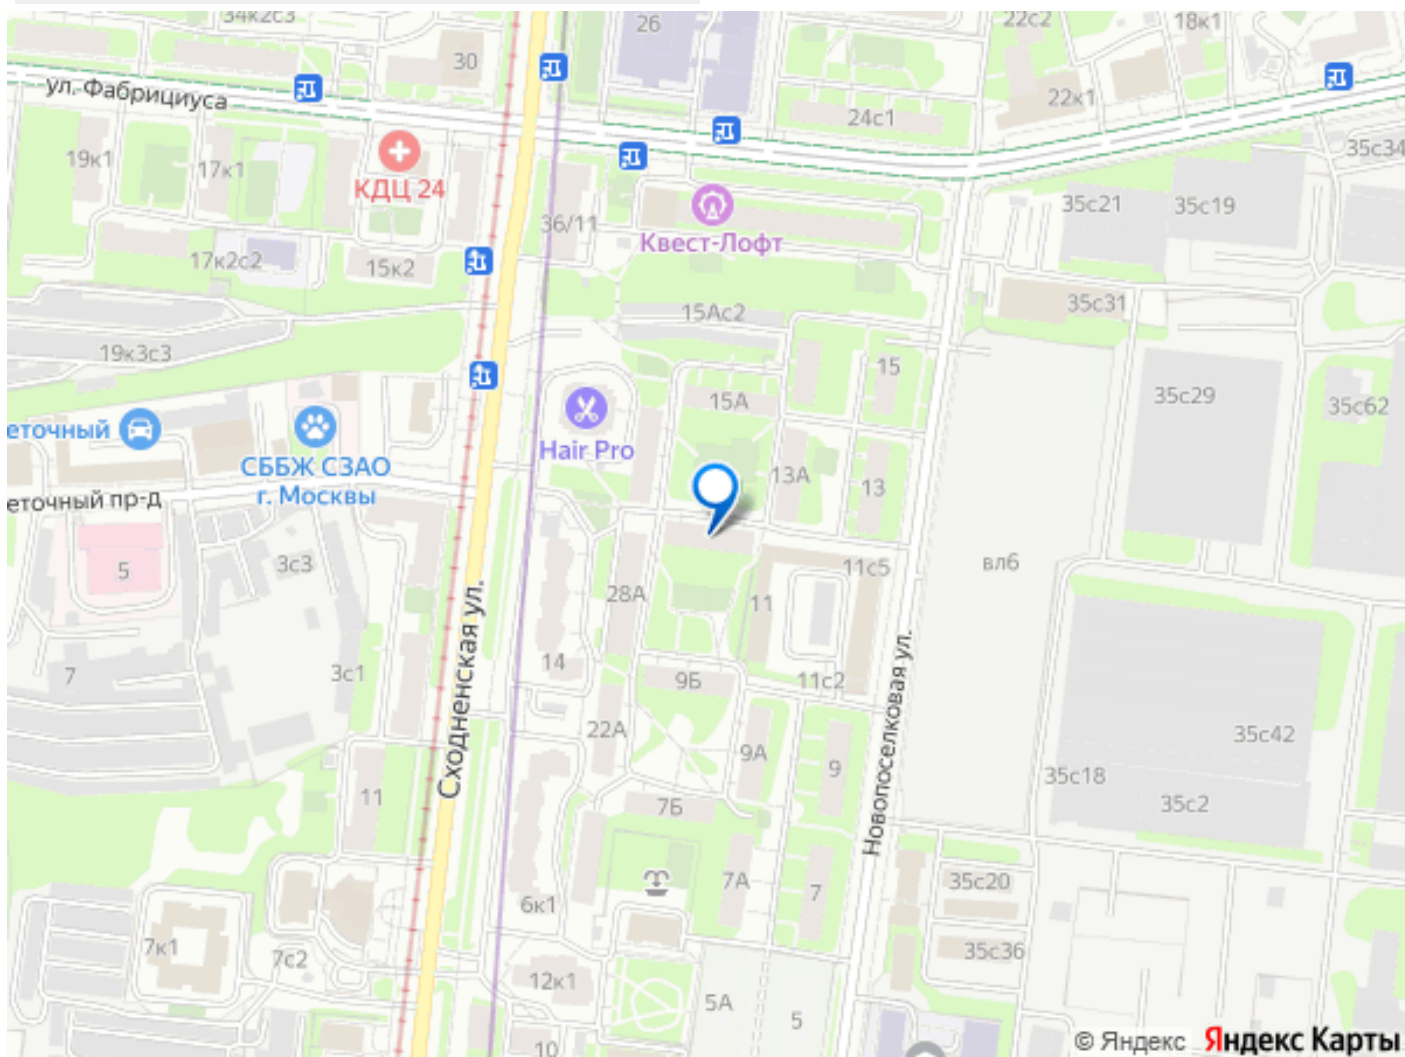 34к2с3
26
22с2
18к1
30
ул. Фабрициуса
22к1
24с1
19к1
17к1
КДЦ 24
35с34
36/11
Квест-Лофт
35с21
35с19
17к2с2
15к2
35с31
15Ас2
19к3с3
15
35с29
35с62
15А
еточный
Hair Pro
СББЖ СЗАО
г. Москвы
13А
13
еточный пр-д
5
3с3
28А
11
11с5
вл6
Сходненская ул.
Новопоселковая ул.
7
3с1
14
9Б
11с2
22А
9А
9
35с42
35с18
35с2
11
7Б
6к1
7А
7
35с20
7к1
7с2
35с36
12к1
5А
5
10
© Яндекс Яндекс Карты